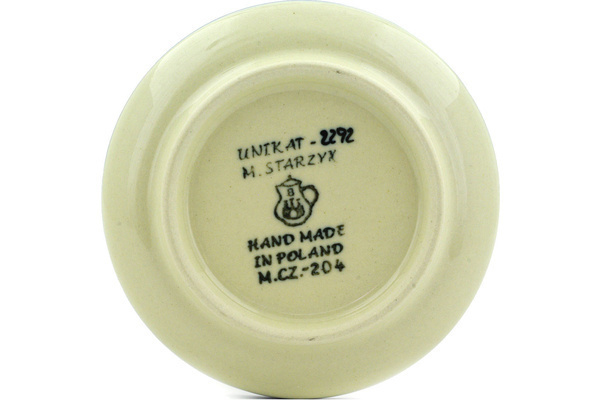 UNIKAT - 2292
M. STARZYK
HAND MADE
IN POLAND
M.CZ.-204